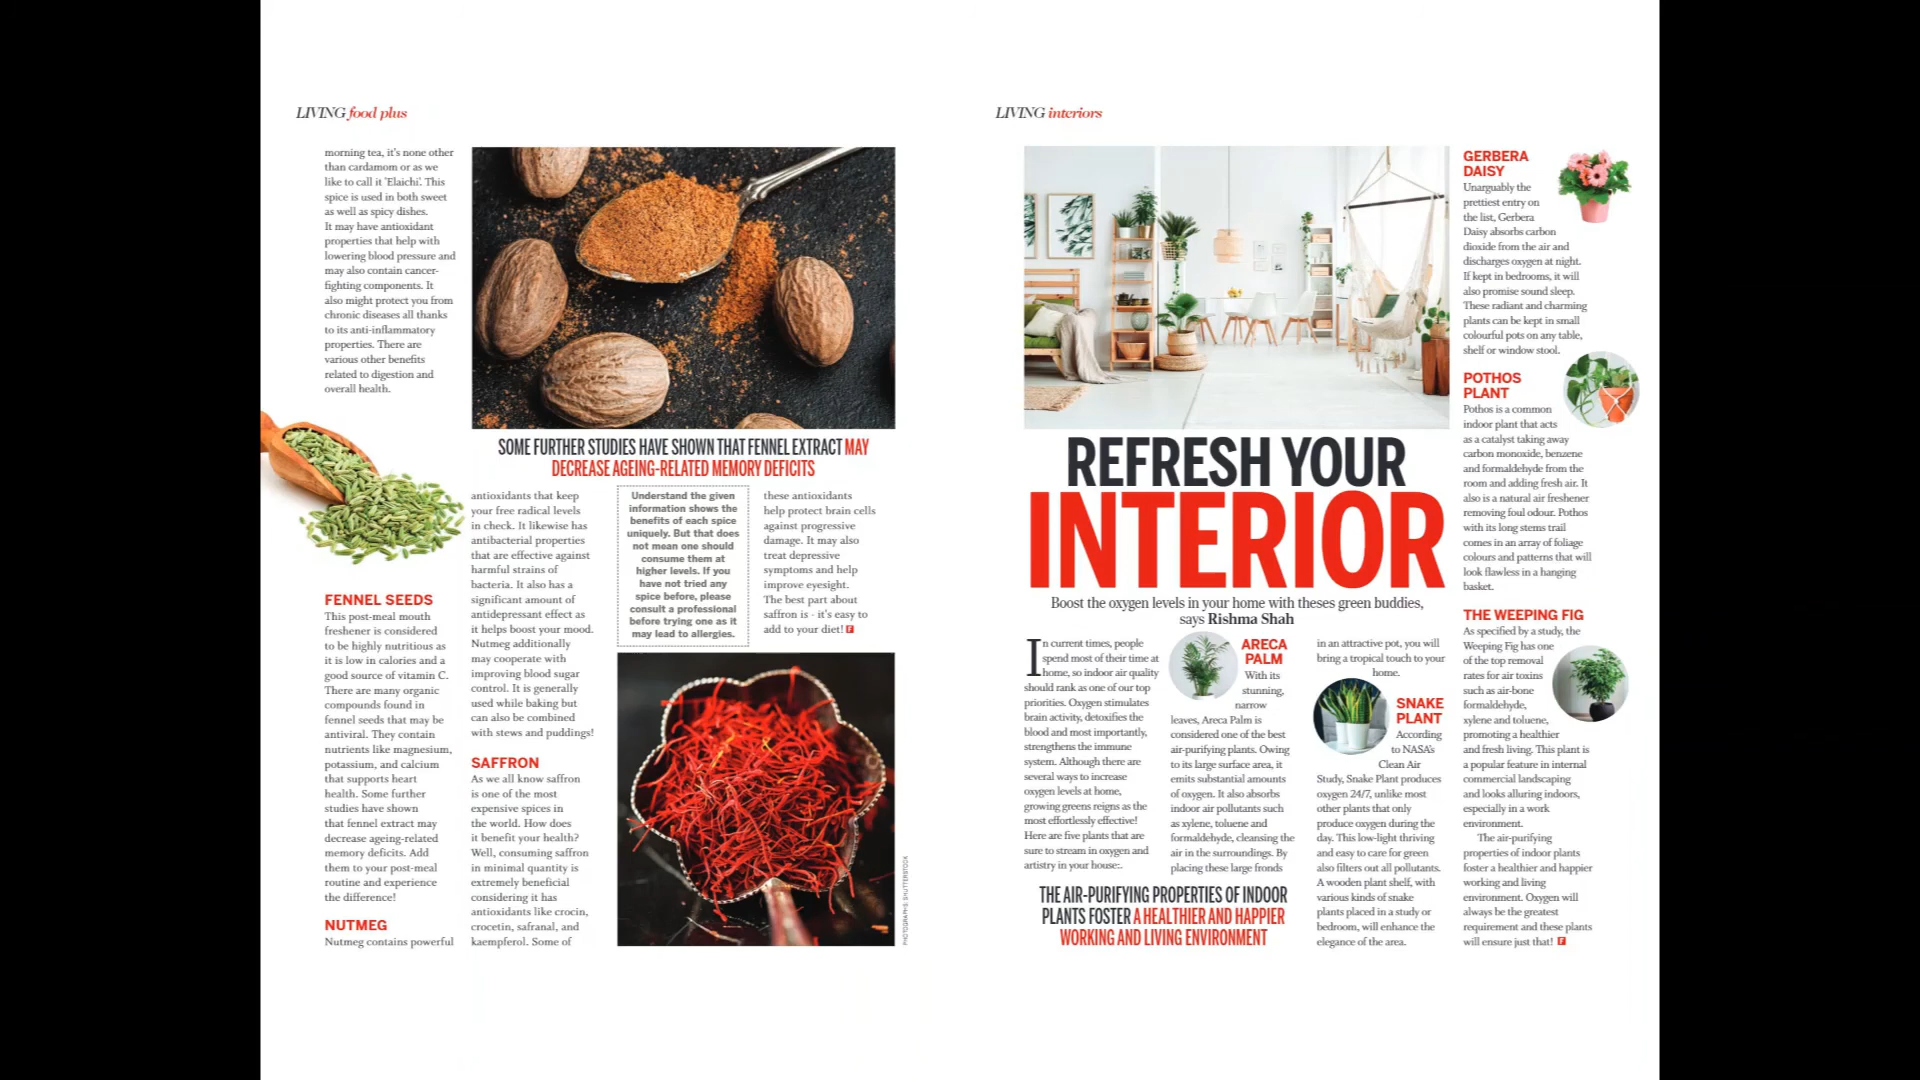 LIVING food plus
morning tea, it's none other
than cardamom or as we
like to call it 'Elaichi'. This
spice is used in both sweet
as well as spicy dishes.
It may have antioxidant
properties that help with
lowering blood pressure and
may also contain cancer-
fighting components. It
also might protect you from
chronic diseases all thanks
to its anti-inflammatory
properties. There are
various other benefits
related to digestion and
overall health.
FENNEL SEEDS
This post-meal mouth
freshener is considered
to be highly nutritious as
it is low in calories and a
good source of vitamin C.
There are many organic
compounds found in
fennel seeds that may be
antiviral. They contain
nutrients like magnesium,
potassium, and calcium
that supports heart
health. Some further
studies have shown
that fennel extract may
decrease ageing-related
memory deficits. Add
them to your post-meal
routine and experience
the difference!
NUTMEG
Nutmeg contains powerful
SOME FURTHER STUDIES HAVE SHOWN THAT FENNEL EXTRACT MAY
DECREASE AGEING-RELATED MEMORY DEFICITS
antioxidants that keep
your free radical levels
in check. It likewise has
antibacterial properties
that are effective against
harmful strains of
bacteria. It also has a
significant amount of
antidepressant effect as
it helps boost your mood.
Nutmeg additionally
may cooperate with
improving blood sugar
control. It is generally
used while baking but
can also be combined
with stews and puddings!
SAFFRON
As we all know saffron
is one of the most
expensive spices in
the world. How does
it benefit your health?
Well, consuming saffron
in minimal quantity is
extremely beneficial
considering it has
antioxidants like crocin,
crocetin, safranal, and
kaempferol. Some of
Understand the given
information shows the
benefits of each spice
uniquely. But that does
not mean one should
consume them at
higher levels. If you
have not tried any
spice before, please
consult a professional
before trying one as it
may lead to allergies.
these antioxidants
help protect brain cells
against progressive
damage. It may also
treat depressive
symptoms and help
improve eyesight.
The best part about
saffron is - it's easy to
add to your diet! F
PHOTOGRAPHS: SHUTTERSTOCK
LIVING interiors
REFRESH YOUR
INTERIOR
Boost the oxygen levels in your home with theses green buddies,
says Rishma Shah
In current times, people
spend most of their time at
home, so indoor air quality
should rank as one of our top
priorities. Oxygen stimulates
brain activity, detoxifies the
blood and most importantly,
strengthens the immune
system. Although there are
several ways to increase
oxygen levels at home,
growing greens reigns as the
most effortlessly effective!
Here are five plants that are
sure to stream in oxygen and
artistry in your house:.
THE AIR-PURIFYING PROPERTIES OF INDOOR
PLANTS FOSTER A HEALTHIER AND HAPPIER
WORKING AND LIVING ENVIRONMENT
ARECA
PALM
With its
stunning,
narrow
leaves, Areca Palm is
considered one of the best
air-purifying plants. Owing
to its large surface area, it
emits substantial amounts
of oxygen. It also absorbs
indoor air pollutants such
as xylene, toluene and
formaldehyde, cleansing the
air in the surroundings. By
placing these large fronds
in an attractive pot, you will
bring a tropical touch to your
home.
SNAKE
PLANT
According
to NASA's
Clean Air
Study, Snake Plant produces
oxygen 24/7, unlike most
other plants that only
produce oxygen during the
day. This low-light thriving
and easy to care for green
also filters out all pollutants.
A wooden plant shelf, with
various kinds of snake
plants placed in a study or
bedroom, will enhance the
elegance of the area.
GERBERA
DAISY
Unarguably the
prettiest entry on
the list, Gerbera
Daisy absorbs carbon
dioxide from the air and
discharges oxygen at night.
If kept in bedrooms, it will
also promise sound sleep.
These radiant and charming
plants can be kept in small
colourful pots on any table,
shelf or window stool.
POTHOS
PLANT
Pothos is a common
indoor plant that acts
as a catalyst taking away
carbon monoxide, benzene
and formaldehyde from the
room and adding fresh air. It
also is a natural air freshener
removing foul odour. Pothos
with its long stems trail
comes in an array of foliage
colours and patterns that will
look flawless in a hanging
basket.
THE WEEPING FIG
As specified by a study, the
Weeping Fig has one
of the top removal
rates for air toxins
such as air-bone
formaldehyde,
xylene and toluene,
promoting a healthier
and fresh living. This plant is
a popular feature in internal
commercial landscaping
and looks alluring indoors,
especially in a work
environment.
The air-purifying
properties of indoor plants
foster a healthier and happier
working and living
environment. Oxygen will
always be the greatest
requirement and these plants
will ensure just that! F